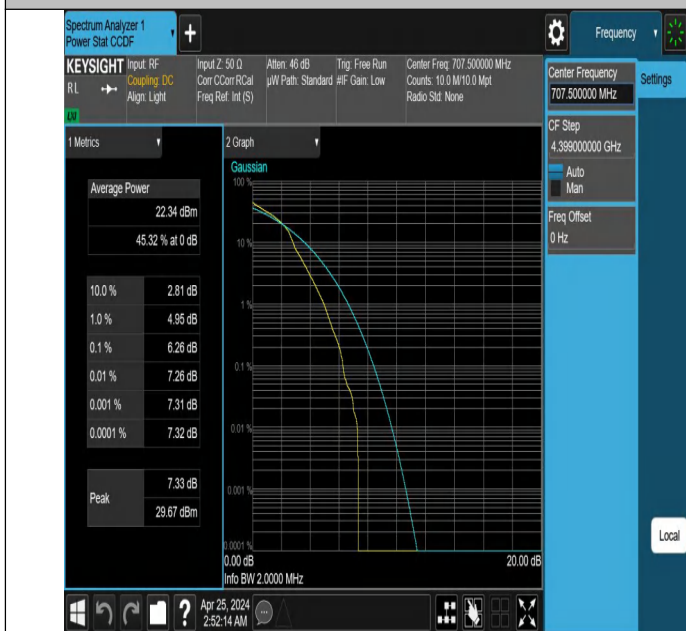 Spectrum Analyzer 1
Power Stat CCDF
+
Frequency
KEYSIGHT
RL
LXI
Input: RF
Coupling: DC
Align: Light
Input Z: 50 Ω
Corr CCorr RCal
Freq Ref: Int (S)
Atten: 46 dB
µW Path: Standard
Trig: Free Run
#IF Gain: Low
Center Freq: 707.500000 MHz
Counts: 10.0 M/10.0 Mpt
Radio Std: None
Center Frequency
707.500000 MHz
Settings
CF Step
4.399000000 GHz
Auto
Man
Freq Offset
0 Hz
Local
1 Metrics
Average Power
22.34 dBm
45.32 % at 0 dB
10.0 % 2.81 dB
1.0 % 4.95 dB
0.1 % 6.26 dB
0.01 % 7.26 dB
0.001 % 7.31 dB
0.0001 % 7.32 dB
Peak
7.33 dB
29.67 dBm
2 Graph
Gaussian
100 %
10 %
1 %
0.1 %
0.01 %
0.001 %
0.0001 %
0.00 dB
20.00 dB
Info BW 2.0000 MHz
?
Apr 25, 2024
2:52:14 AM